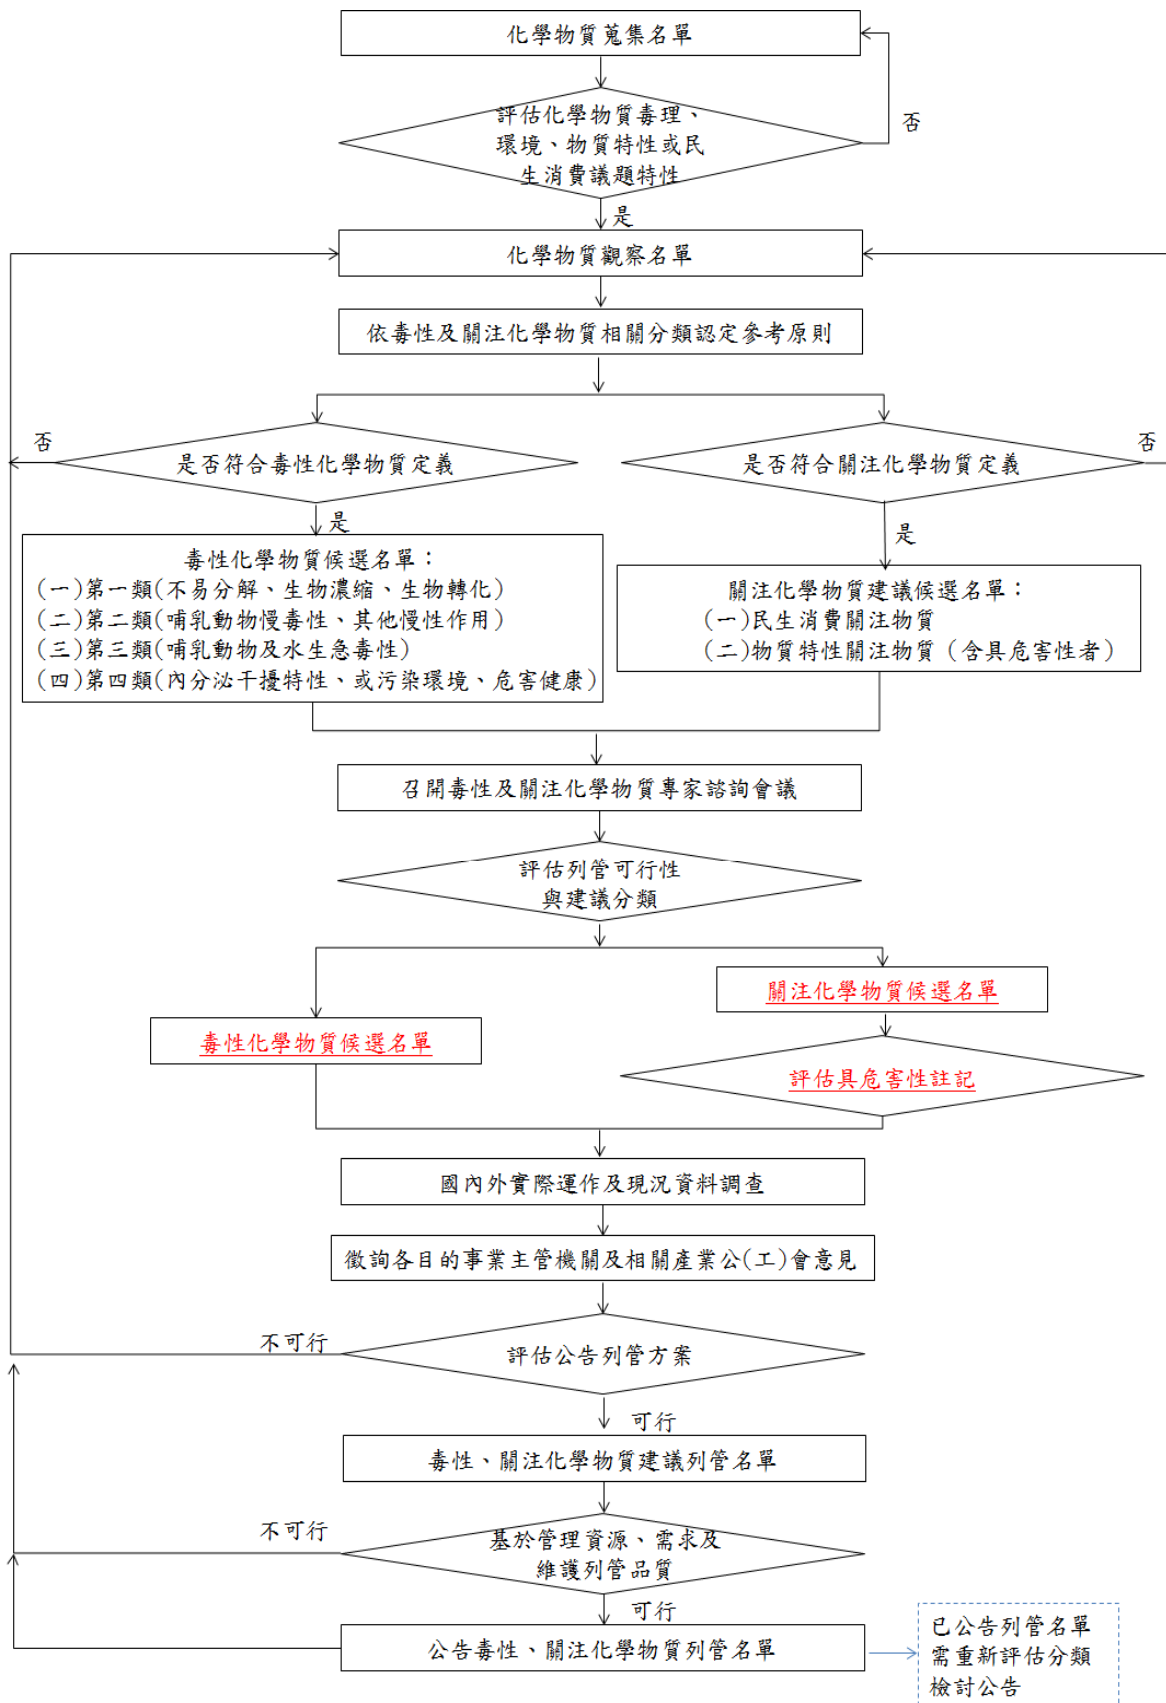 化學物質蒐集名單
評估化學物質毒理、
環境、物質特性或民
生消費議題特性
否
是
化學物質觀察名單
依毒性及關注化學物質相關分類認定參考原則
否
是否符合毒性化學物質定義
是否符合關注化學物質定義
否
是
是
毒性化學物質候選名單：
(一)第一類(不易分解、生物濃縮、生物轉化)
(二)第二類(哺乳動物慢毒性、其他慢性作用)
(三)第三類(哺乳動物及水生急毒性)
(四)第四類(內分泌干擾特性、或污染環境、危害健康)
關注化學物質建議候選名單：
(一)民生消費關注物質
(二)物質特性關注物質（含具危害性者）
召開毒性及關注化學物質專家諮詢會議
評估列管可行性
與建議分類
關注化學物質候選名單
毒性化學物質候選名單
評估具危害性註記
國內外實際運作及現況資料調查
徵詢各目的事業主管機關及相關產業公(工)會意見
不可行
評估公告列管方案
可行
毒性、關注化學物質建議列管名單
不可行
基於管理資源、需求及
維護列管品質
可行
公告毒性、關注化學物質列管名單
已公告列管名單
需重新評估分類
檢討公告